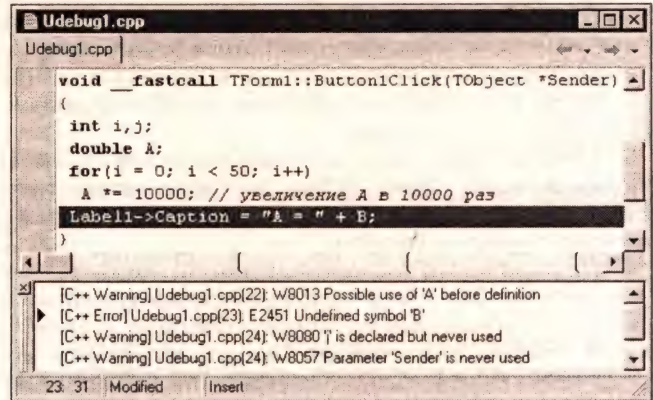 Udebug1.cpp
Udebug1.cpp
void __fastcall TForm1::Button1Click(TObject *Sender)
{
int i,j;
double A;
for(i = 0; i < 50; i++)
A *= 10000; // увеличение A в 10000 раз
Label1->Caption = "A = " + B;
}
[C++ Warning] Udebug1.cpp(22): W8013 Possible use of 'A' before definition
[C++ Error] Udebug1.cpp(23): E2451 Undefined symbol 'B'
[C++ Warning] Udebug1.cpp(24): W8080 'j' is declared but never used
[C++ Warning] Udebug1.cpp(24): W8057 Parameter 'Sender' is never used
23: 31 Modified Insert